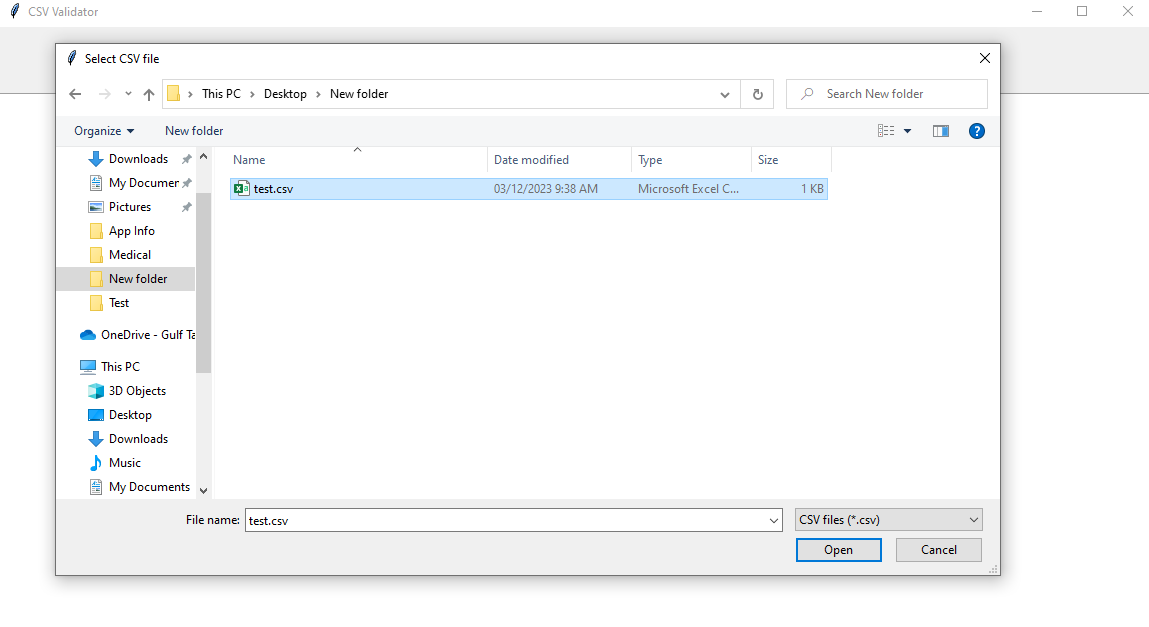 CSV Validator
Select CSV file
This PC > Desktop > New folder
Search New folder
Organize
New folder
Name Date modified Type Size
test.csv 03/12/2023 9:38 AM Microsoft Excel C... 1 KB
Downloads
My Documer
Pictures
App Info
Medical
New folder
Test
OneDrive - Gulf Ta
This PC
3D Objects
Desktop
Downloads
Music
My Documents
File name: test.csv CSV files (*.csv)
Open Cancel